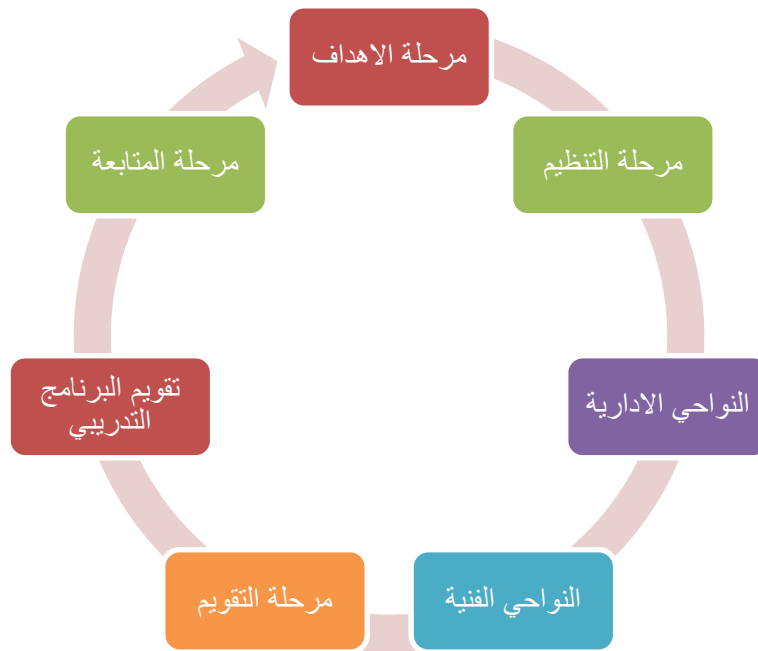 مرحلة الاهداف
مرحلة التنظيم
النواحي الادارية
النواحي الفنية
مرحلة التقويم
تقويم البرنامج
التدريبي
مرحلة المتابعة